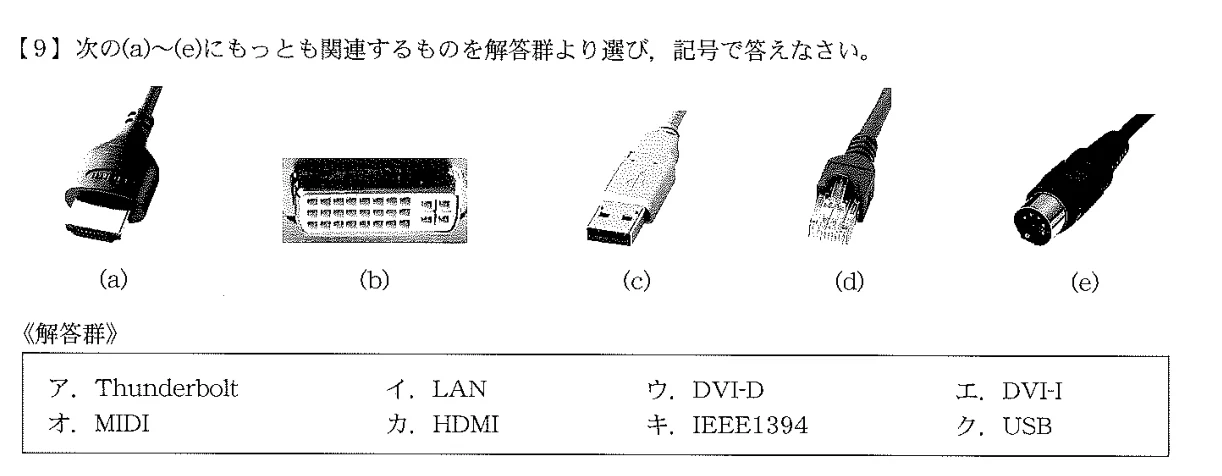 【9】次の(a)～(e)にもっとも関連するものを解答群より選び，記号で答えなさい。
(a) (b) (c) (d) (e)
《解答群》
ア．Thunderbolt イ．LAN ウ．DVI-D エ．DVI-I
オ．MIDI カ．HDMI キ．IEEE1394 ク．USB